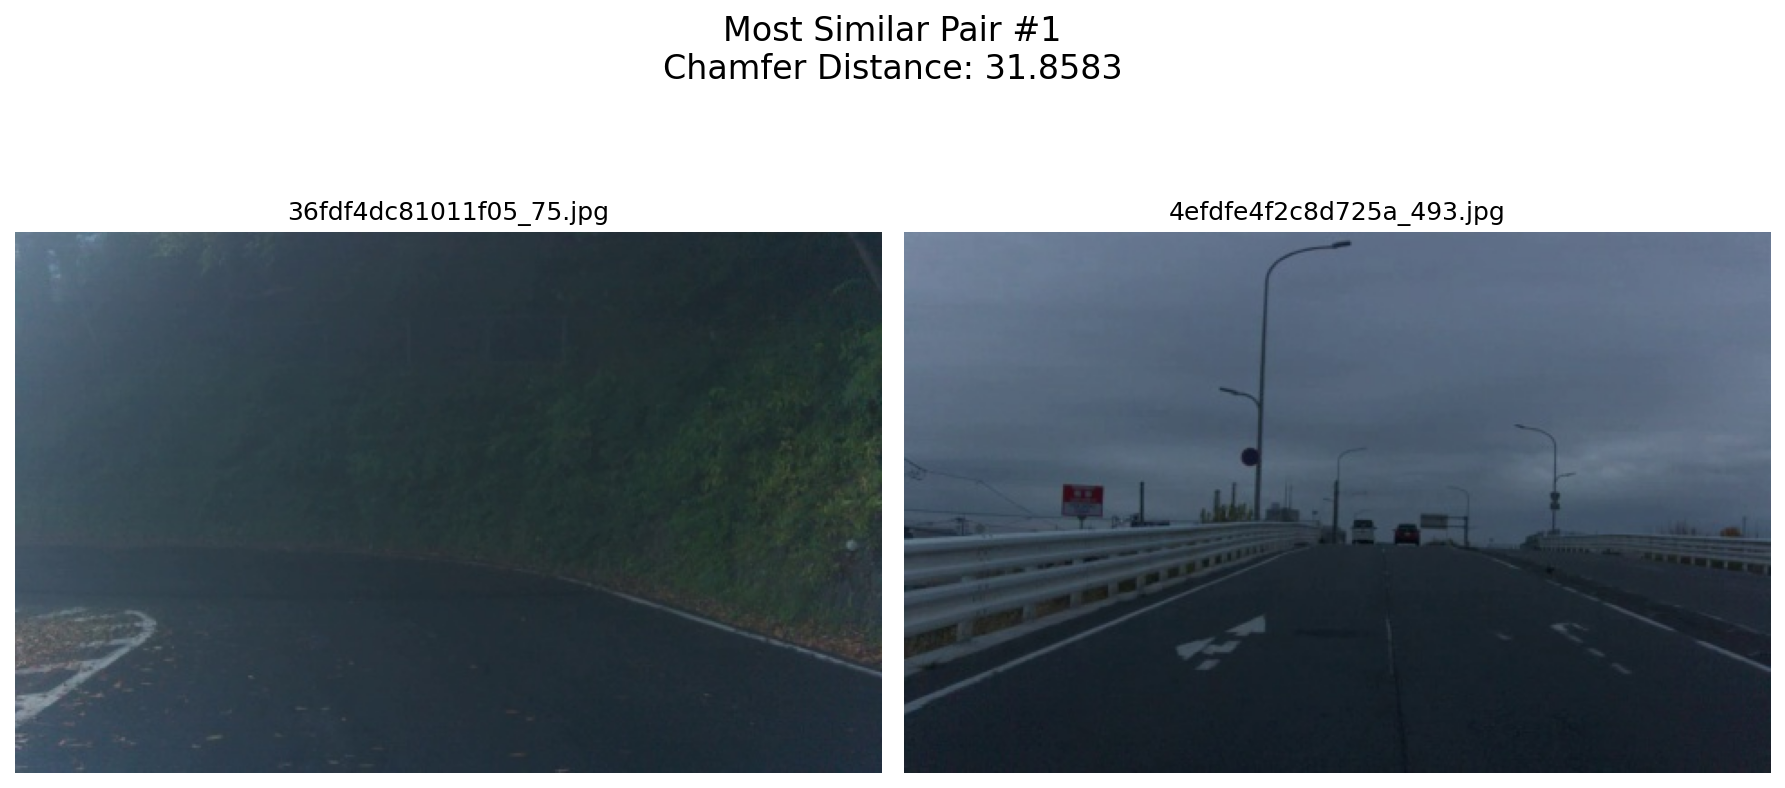 Most Similar Pair #1
Chamfer Distance: 31.8583
36fdf4dc81011f05_75.jpg
4efdfe4f2c8d725a_493.jpg